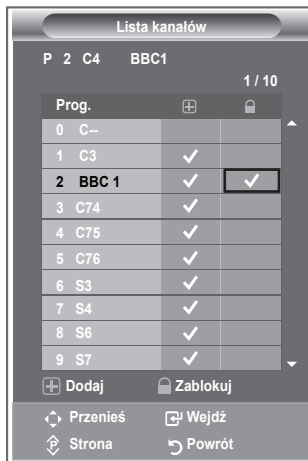 Lista kanałów
P 2 C4 BBC1
1 / 10
Prog.
0 C--
1 C3
2 BBC 1
3 C74
4 C75
5 C76
6 S3
7 S4
8 S6
9 S7
Dodaj Zablokuj
Przenieś Wejdź
Strona Powrót